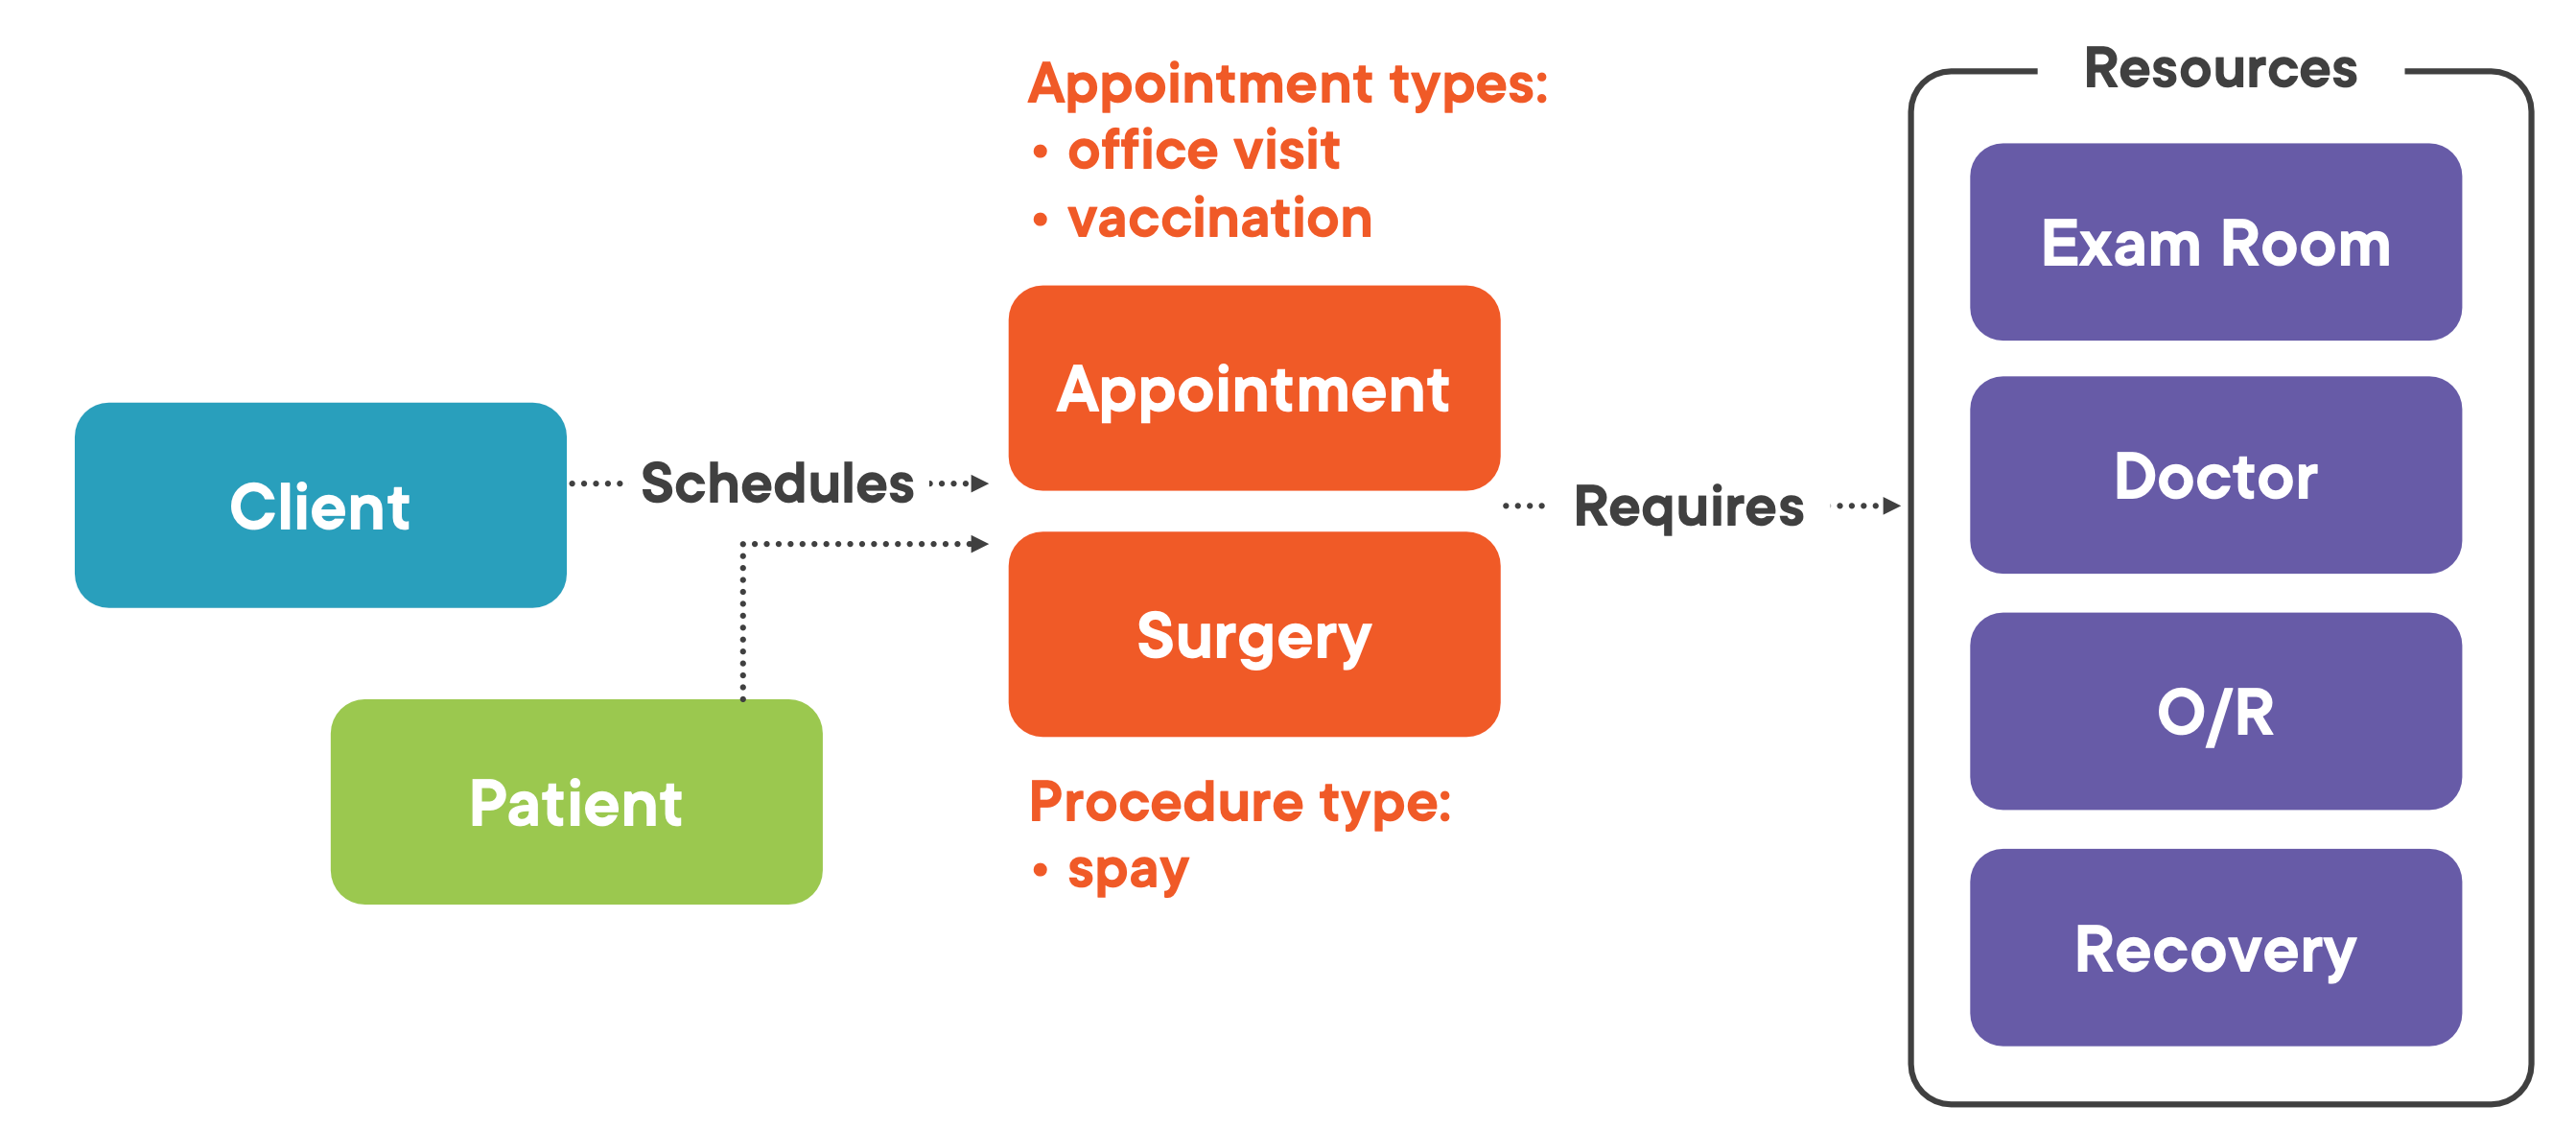 Client
Patient
Schedules
Appointment types:
• office visit
• vaccination
Appointment
Surgery
Procedure type:
• spay
Requires
Resources
Exam Room
Doctor
O/R
Recovery